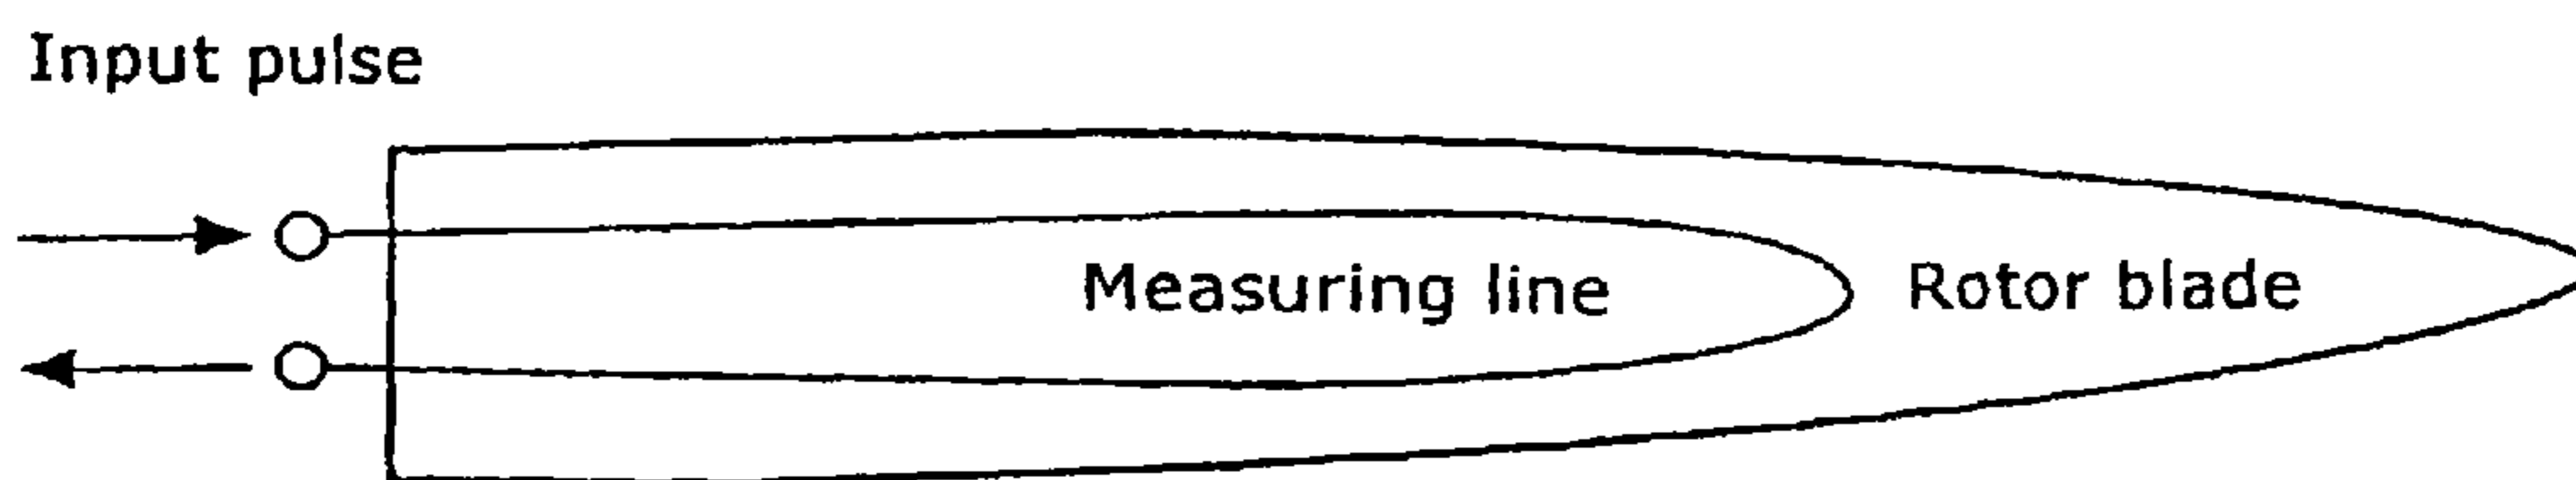 Input pulse
Measuring line
Rotor blade